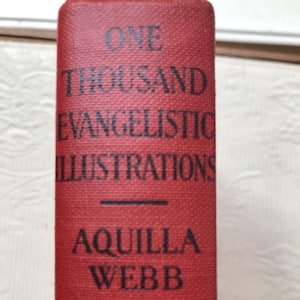 ONE
THOUSAND
EVANGELISTIC
ILLUSTRATIONS
AQUILLA
WEBB